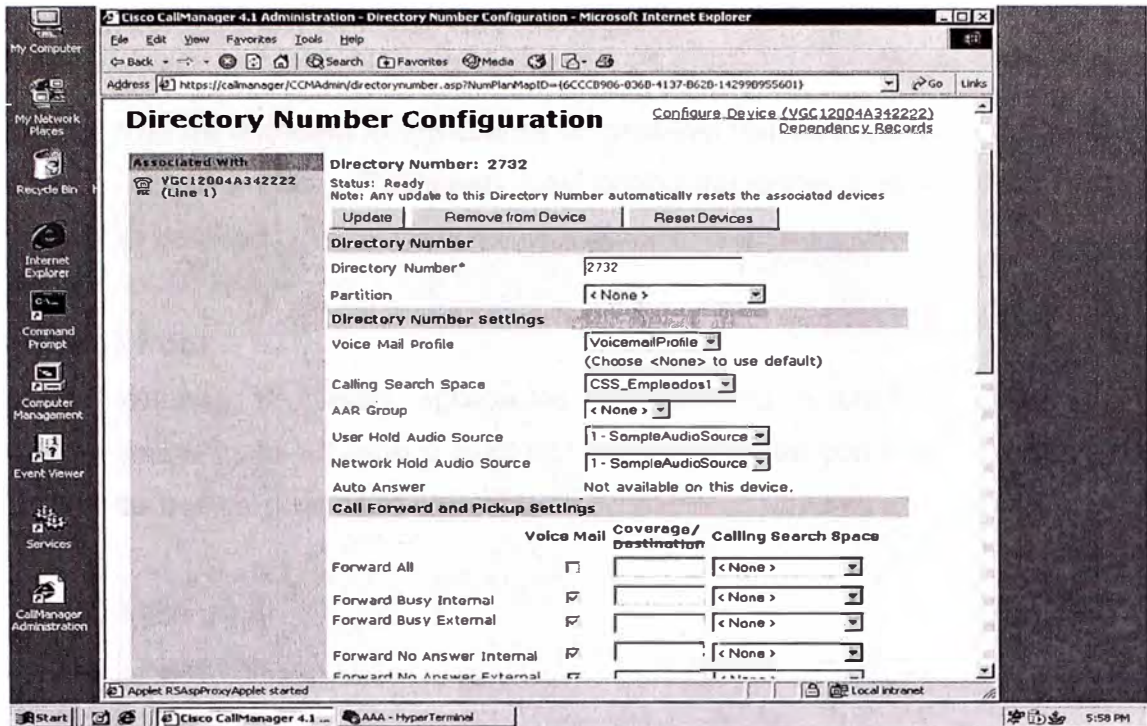 Cisco CallManager 4.1 Administration - Directory Number Configuration - Microsoft Internet Explorer
File Edit View Favorites Tools Help
Back Search Favorites Media
Address https://callmanager/CCMAdmin/directorynumber.asp?NumPlanMapID={6CCCB906-036B-4137-B62B-142990955601} Go Links
My Computer
My Network Places
Recycle Bin
Internet Explorer
Command Prompt
Computer Management
Event Viewer
Services
CallManager Administration
Directory Number Configuration
Configure Device (VGC12004A342222)
Dependency Records
Associated With
VGC12004A342222
(Line 1)
Directory Number: 2732
Status: Ready
Note: Any update to this Directory Number automatically resets the associated devices
Update Remove from Device Reset Devices
Directory Number
Directory Number* 2732
Partition < None >
Directory Number Settings
Voice Mail Profile VoicemailProfile
(Choose <None> to use default)
Calling Search Space CSS_Empleados1
AAR Group < None >
User Hold Audio Source 1 - SampleAudioSource
Network Hold Audio Source 1 - SampleAudioSource
Auto Answer Not available on this device.
Call Forward and Pickup Settings
Voice Mail Coverage/ Destination Calling Search Space
Forward All < None >
Forward Busy Internal < None >
Forward Busy External < None >
Forward No Answer Internal < None >
Forward No Answer External
Applet RSAspProxyApplet started Local intranet
Start Cisco CallManager 4.1 ... AAA - HyperTerminal 5:58 PM